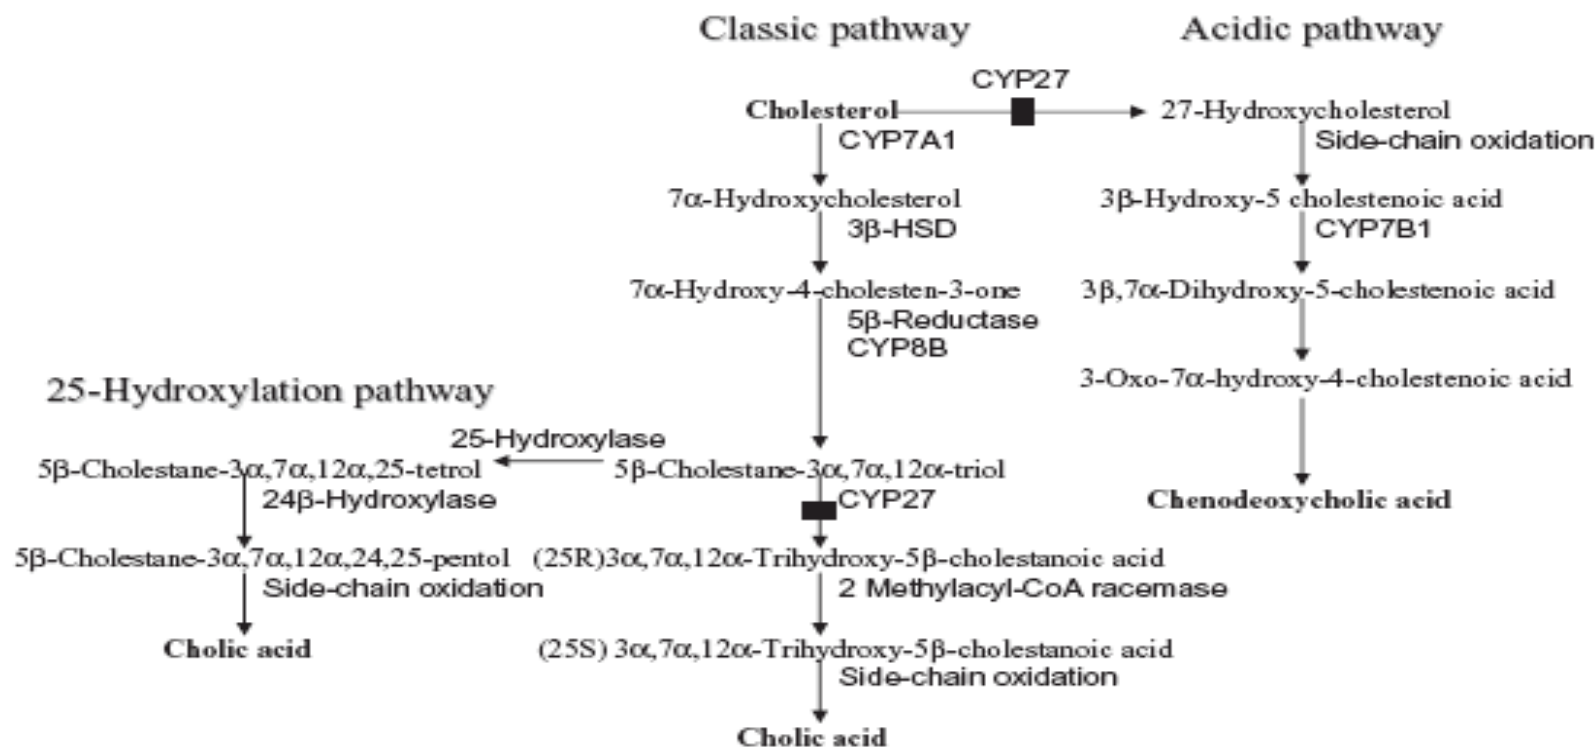 Classic pathway
Acidic pathway
CYP27
Cholesterol
27-Hydroxycholesterol
CYP7A1
Side-chain oxidation
7α-Hydroxycholesterol
3β-Hydroxy-5 cholestenoic acid
3β-HSD
CYP7B1
7α-Hydroxy-4-cholesten-3-one
3β,7α-Dihydroxy-5-cholestenoic acid
5β-Reductase
CYP8B
3-Oxo-7α-hydroxy-4-cholestenoic acid
25-Hydroxylation pathway
25-Hydroxylase
5β-Cholestane-3α,7α,12α,25-tetrol
5β-Cholestane-3α,7α,12α-triol
24β-Hydroxylase
CYP27
Chenodeoxycholic acid
5β-Cholestane-3α,7α,12α,24,25-pentol
(25R)3α,7α,12α-Trihydroxy-5β-cholestanoic acid
Side-chain oxidation
2 Methylacyl-CoA racemase
Cholic acid
(25S) 3α,7α,12α-Trihydroxy-5β-cholestanoic acid
Side-chain oxidation
Cholic acid